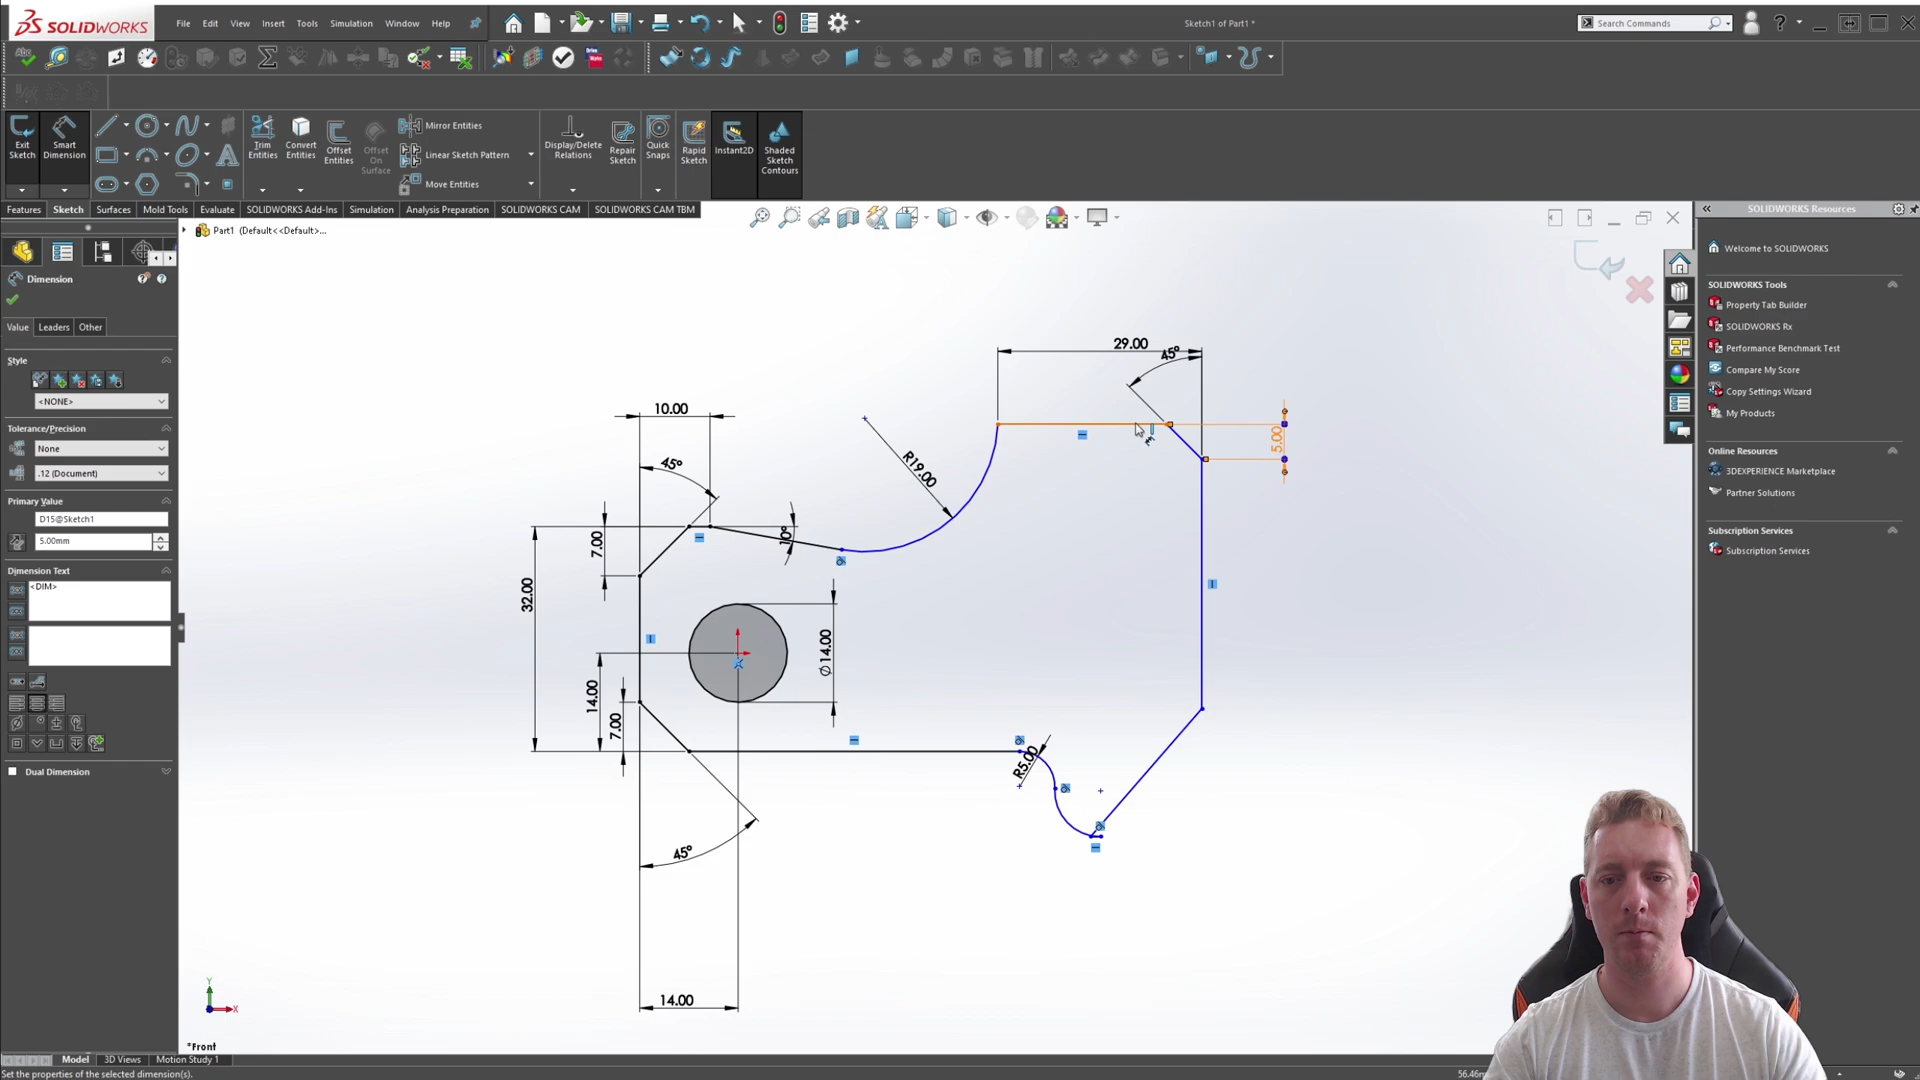 SOLIDWORKS
File Edit View Insert Tools Simulation Window Help
Sketch1 of Part1 *
Search Commands
Exit Sketch
Smart Dimension
Trim Entities
Convert Entities
Offset Entities
Offset On Surface
Mirror Entities
Linear Sketch Pattern
Move Entities
Display/Delete Relations
Repair Sketch
Quick Snaps
Rapid Sketch
Instant2D
Shaded Sketch Contours
Features Sketch Surfaces Mold Tools Evaluate SOLIDWORKS Add-Ins Simulation Analysis Preparation SOLIDWORKS CAM SOLIDWORKS CAM TBM
Part1 (Default<<Default>...
Dimension
Value Leaders Other
Style
<NONE>
Tolerance/Precision
None
.12 (Document)
Primary Value
D15@Sketch1
5.00mm
Dimension Text
<DIM>
Dual Dimension
29.00
45°
10.00
5.00
45°
R19.00
10°
7.00
32.00
∅14.00
14.00
7.00
R5.00
45°
14.00
Y
X
*Front
SOLIDWORKS Resources
Welcome to SOLIDWORKS
SOLIDWORKS Tools
Property Tab Builder
SOLIDWORKS Rx
Performance Benchmark Test
Compare My Score
Copy Settings Wizard
My Products
Online Resources
3DEXPERIENCE Marketplace
Partner Solutions
Subscription Services
Subscription Services
Model 3D Views Motion Study 1
Set the properties of the selected dimension(s).